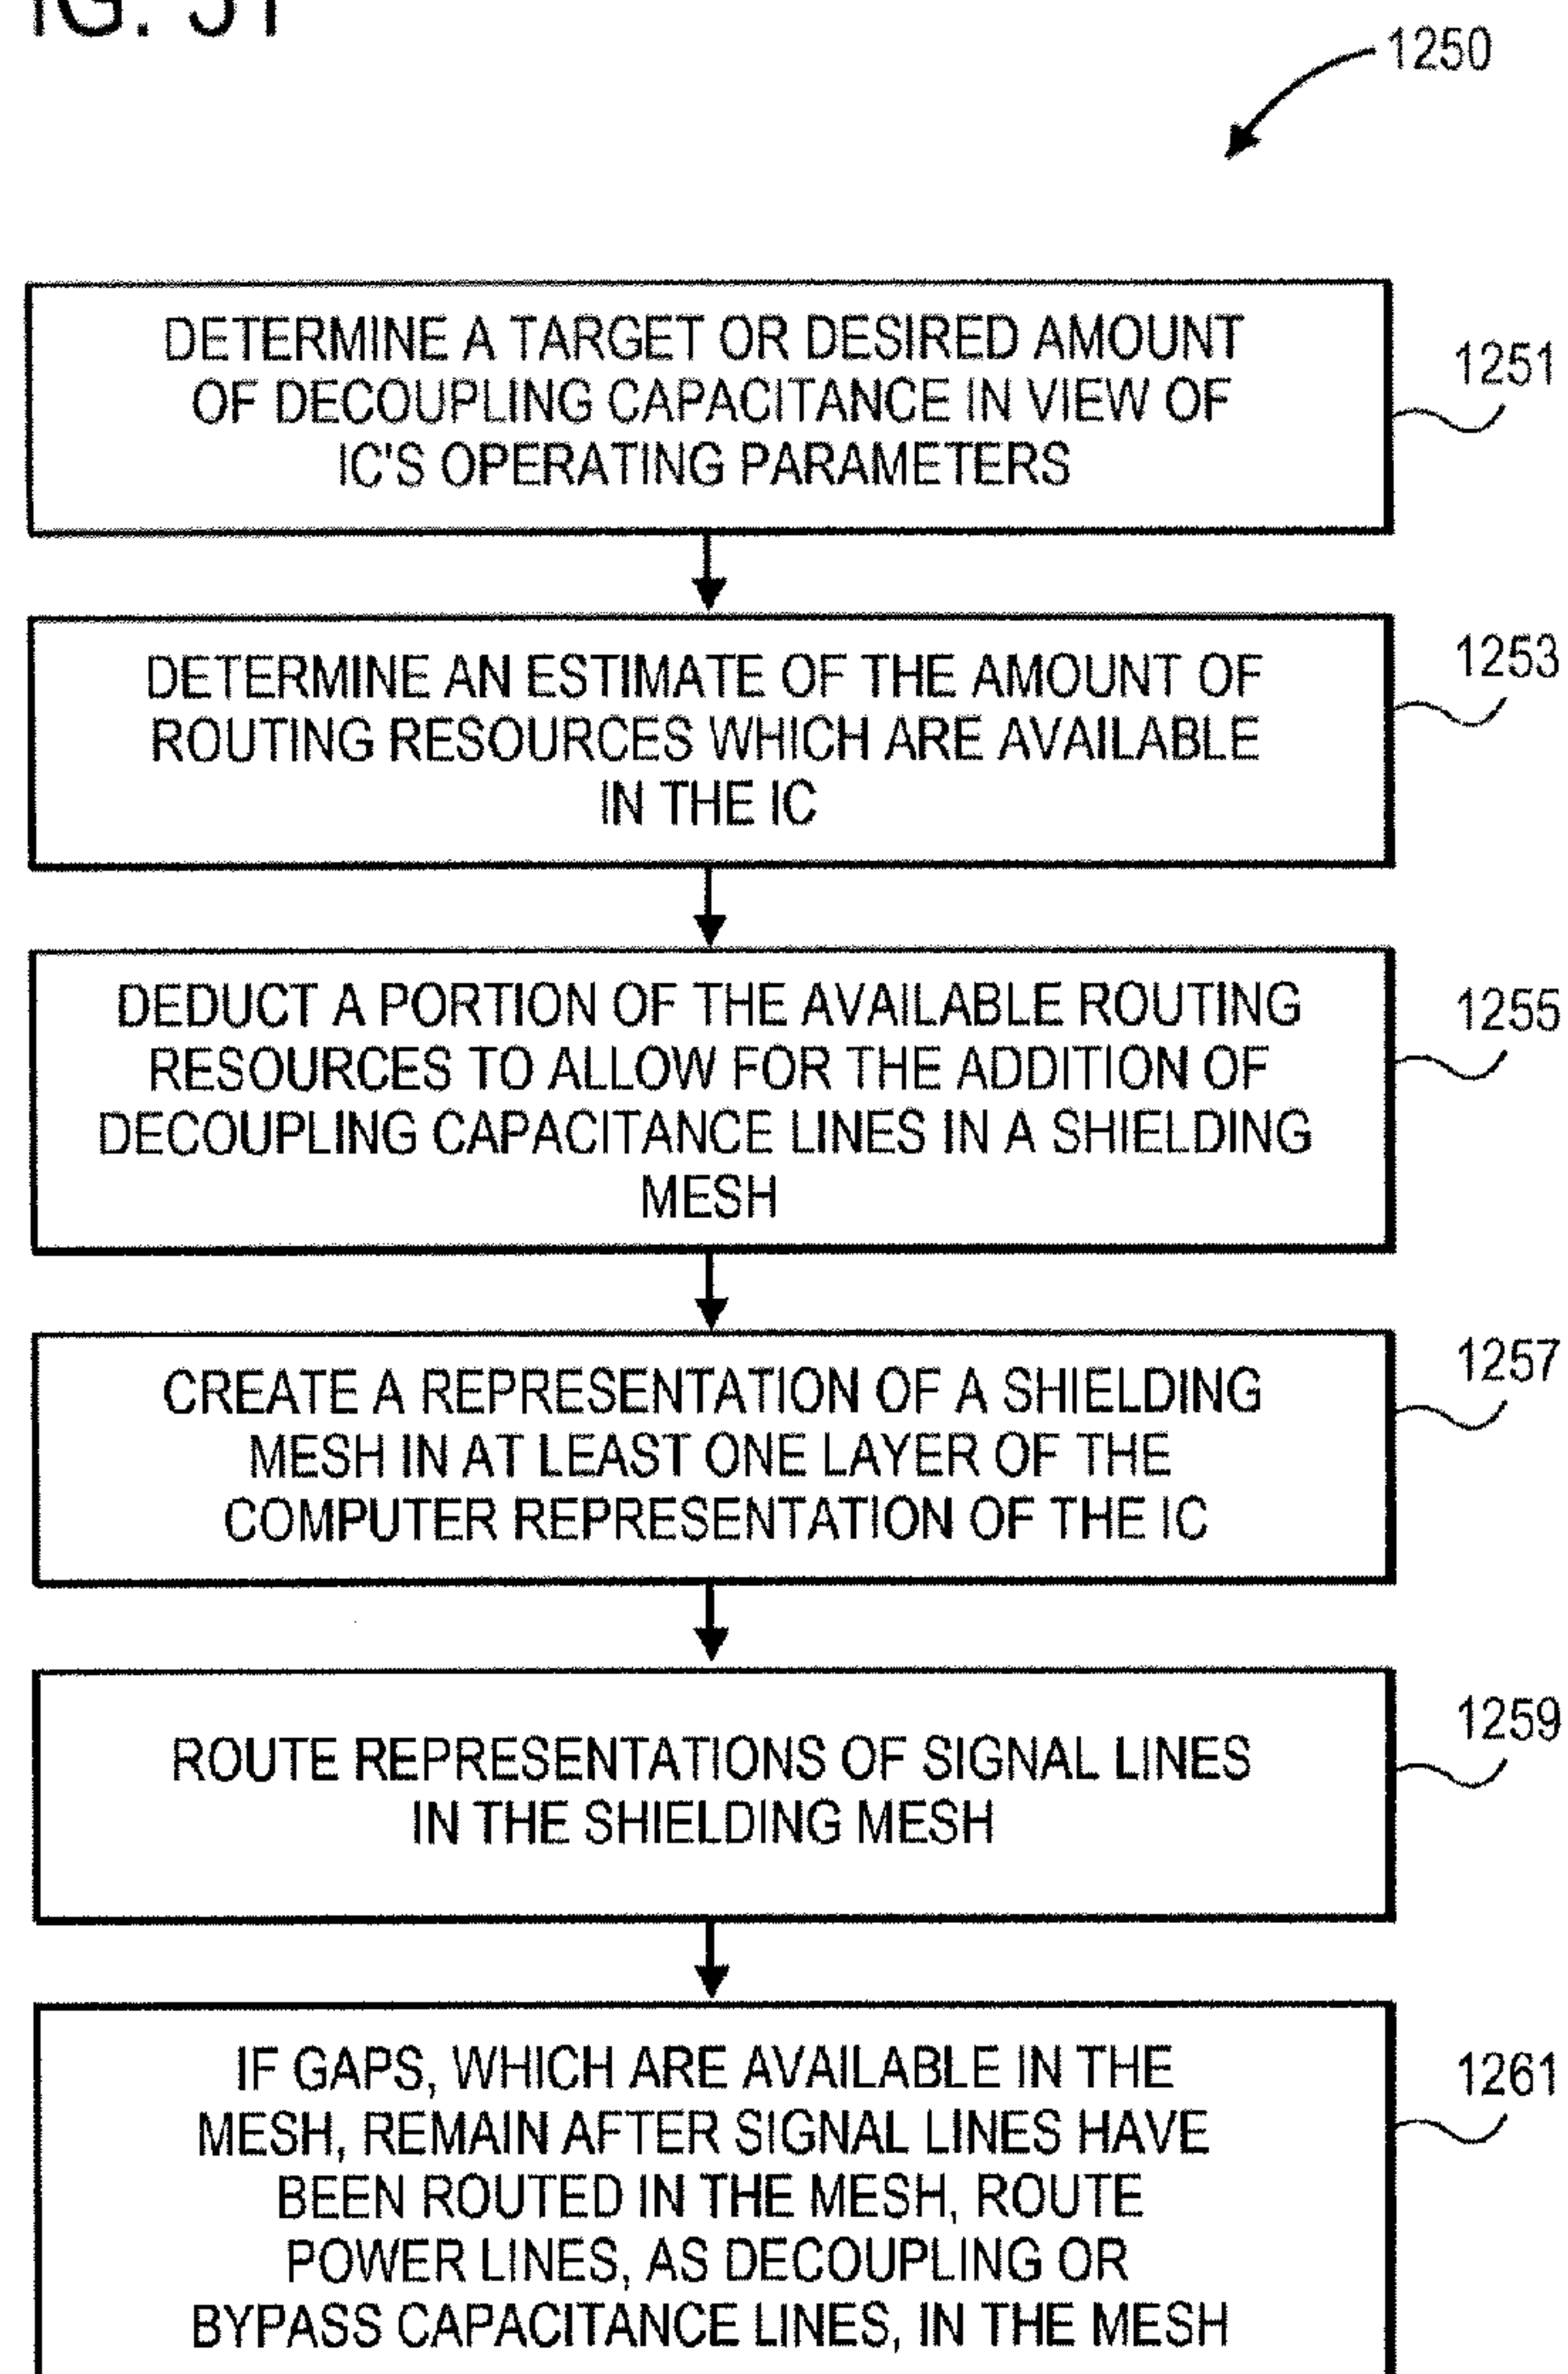 1250
DETERMINE A TARGET OR DESIRED AMOUNT
OF DECOUPLING CAPACITANCE IN VIEW OF
IC'S OPERATING PARAMETERS
1251
DETERMINE AN ESTIMATE OF THE AMOUNT OF
ROUTING RESOURCES WHICH ARE AVAILABLE
IN THE IC
1253
DEDUCT A PORTION OF THE AVAILABLE ROUTING
RESOURCES TO ALLOW FOR THE ADDITION OF
DECOUPLING CAPACITANCE LINES IN A SHIELDING
MESH
1255
CREATE A REPRESENTATION OF A SHIELDING
MESH IN AT LEAST ONE LAYER OF THE
COMPUTER REPRESENTATION OF THE IC
1257
ROUTE REPRESENTATIONS OF SIGNAL LINES
IN THE SHIELDING MESH
1259
IF GAPS, WHICH ARE AVAILABLE IN THE
MESH, REMAIN AFTER SIGNAL LINES HAVE
BEEN ROUTED IN THE MESH, ROUTE
POWER LINES, AS DECOUPLING OR
BYPASS CAPACITANCE LINES, IN THE MESH
1261